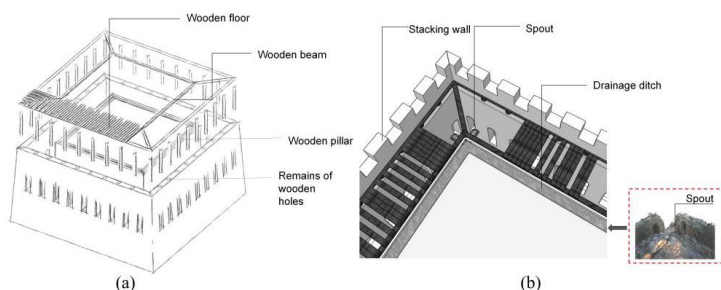 Wooden floor
Wooden beam
Wooden pillar
Remains of
wooden
holes
(a)
Stacking wall
Spout
Drainage ditch
Spout
(b)